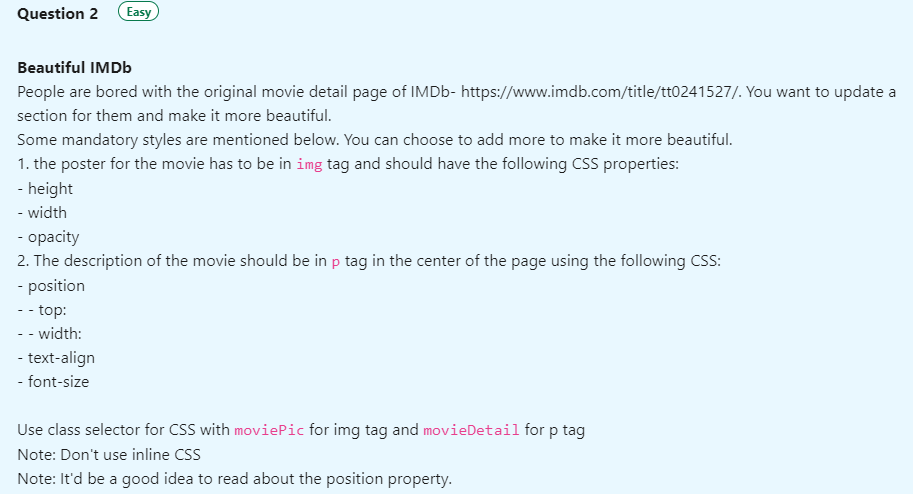 Question 2 Easy
Beautiful IMDb
People are bored with the original movie detail page of IMDb- https://www.imdb.com/title/tt0241527/. You want to update a
section for them and make it more beautiful.
Some mandatory styles are mentioned below. You can choose to add more to make it more beautiful.
1. the poster for the movie has to be in img tag and should have the following CSS properties:
- height
- width
- opacity
2. The description of the movie should be in p tag in the center of the page using the following CSS:
- position
- - top:
- - width:
- text-align
- font-size
Use class selector for CSS with moviePic for img tag and movieDetail for p tag
Note: Don't use inline CSS
Note: It'd be a good idea to read about the position property.